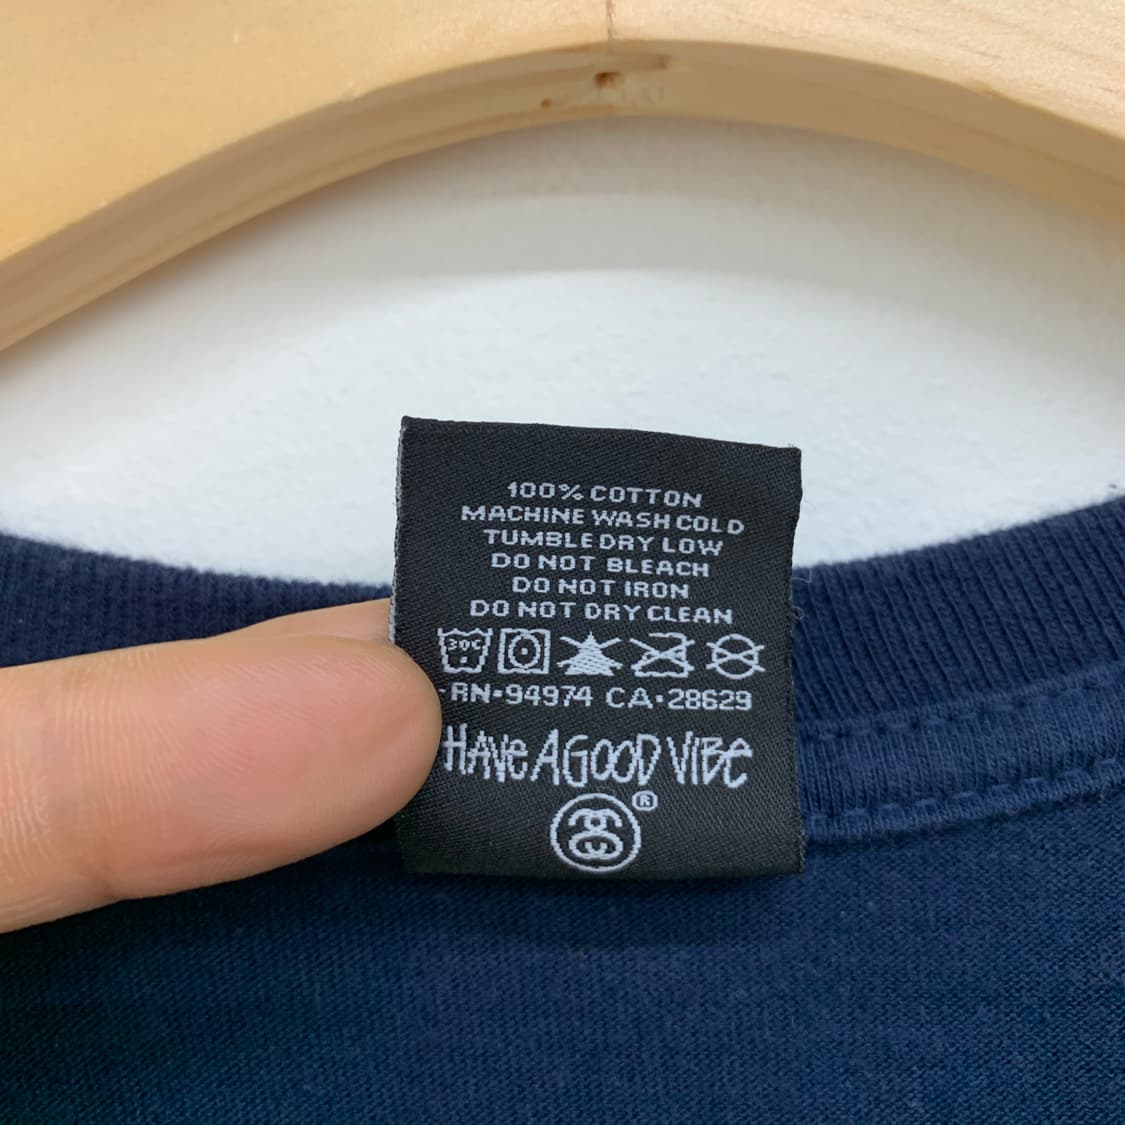 100% COTTON
MACHINE WASH COLD
TUMBLE DRY LOW
DO NOT BLEACH
DO NOT IRON
DO NOT DRY CLEAN
30C
RN•94974 CA•28629
HAVE A GOOD VIBE
®